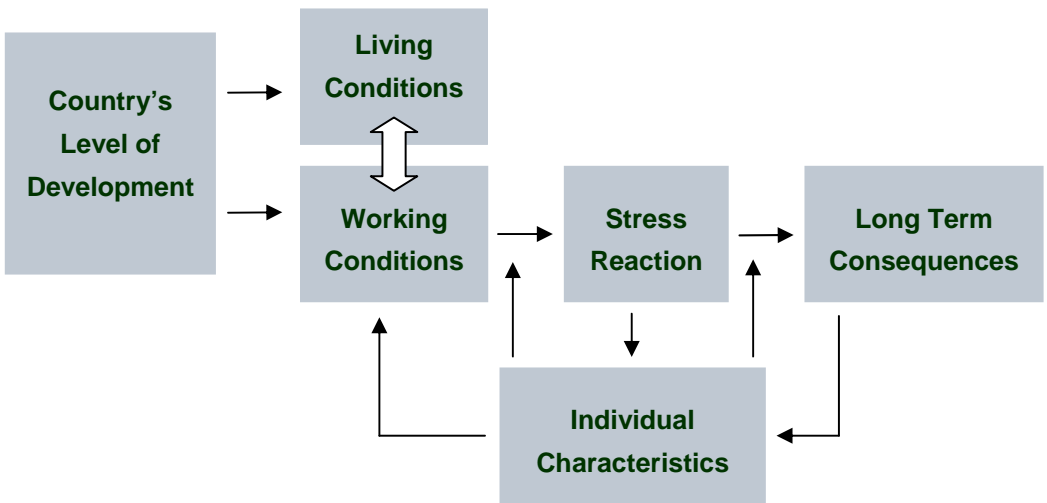 Country’s
Level of
Development
Living
Conditions
Working
Conditions
Stress
Reaction
Long Term
Consequences
Individual
Characteristics